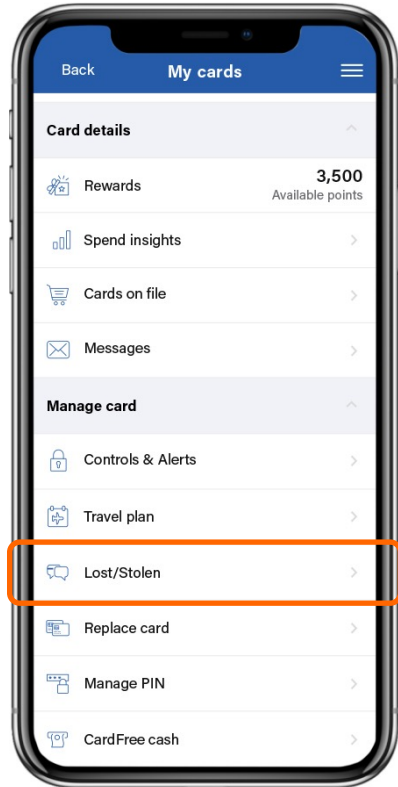 Back My cards
Card details
Rewards 3,500
Available points
Spend insights
Cards on file
Messages
Manage card
Controls & Alerts
Travel plan
Lost/Stolen
Replace card
Manage PIN
CardFree cash